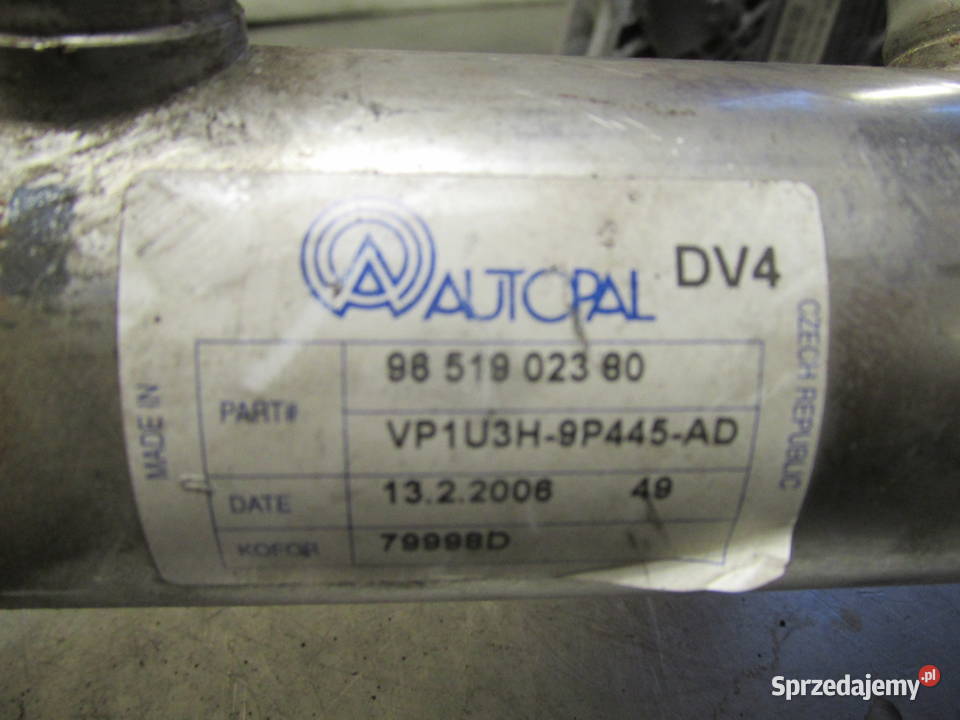 AUTOPAL
DV4
PART#
96 519 023 80
VP1U3H-9P445-AD
DATE
13.2.2006 49
KOFOR
79998D
MADE IN
CZECH REPUBLIC
Sprzedajemy.pl